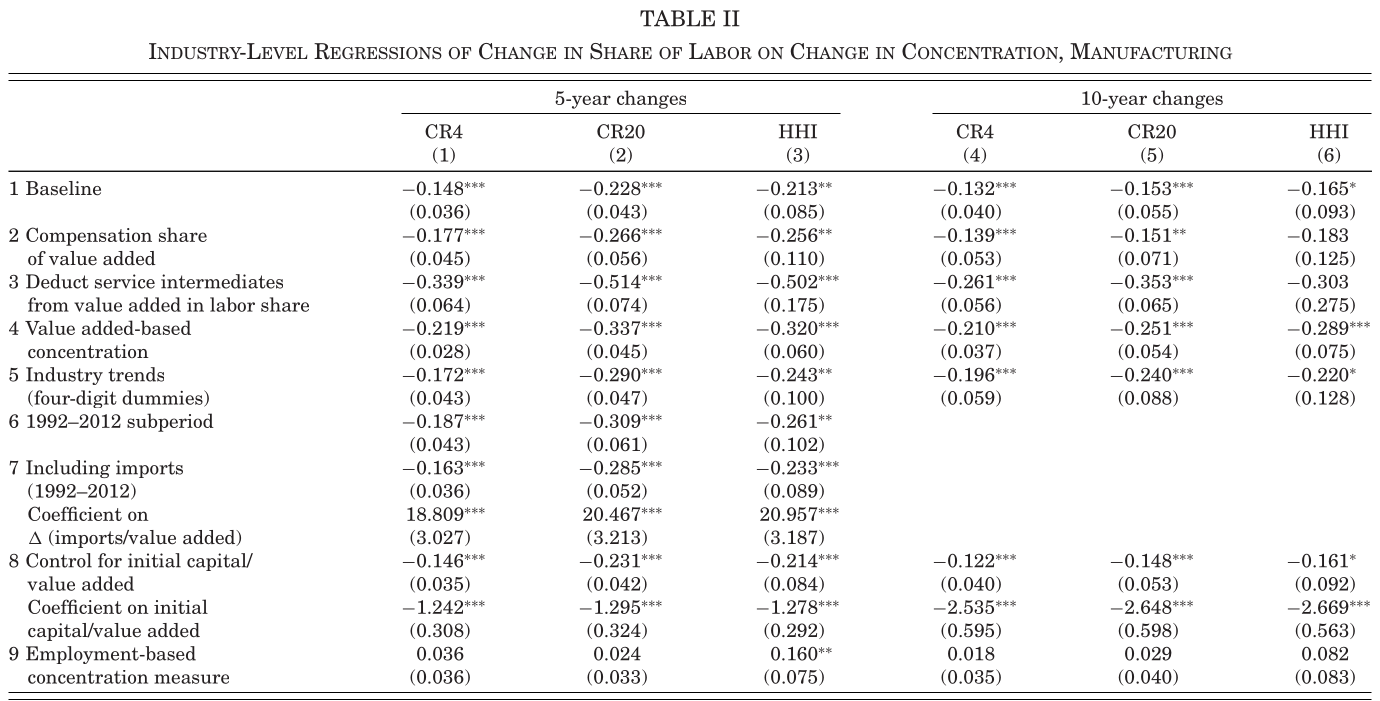 TABLE II
INDUSTRY-LEVEL REGRESSIONS OF CHANGE IN SHARE OF LABOR ON CHANGE IN CONCENTRATION, MANUFACTURING
5-year changes 10-year changes
CR4 CR20 HHI CR4 CR20 HHI
(1) (2) (3) (4) (5) (6)
1 Baseline −0.148*** −0.228*** −0.213** −0.132*** −0.153*** −0.165*
(0.036) (0.043) (0.085) (0.040) (0.055) (0.093)
2 Compensation share −0.177*** −0.266*** −0.256** −0.139*** −0.151** −0.183
of value added (0.045) (0.056) (0.110) (0.053) (0.071) (0.125)
3 Deduct service intermediates −0.339*** −0.514*** −0.502*** −0.261*** −0.353*** −0.303
from value added in labor share (0.064) (0.074) (0.175) (0.056) (0.065) (0.275)
4 Value added-based −0.219*** −0.337*** −0.320*** −0.210*** −0.251*** −0.289***
concentration (0.028) (0.045) (0.060) (0.037) (0.054) (0.075)
5 Industry trends −0.172*** −0.290*** −0.243** −0.196*** −0.240*** −0.220*
(four-digit dummies) (0.043) (0.047) (0.100) (0.059) (0.088) (0.128)
6 1992–2012 subperiod −0.187*** −0.309*** −0.261**
(0.043) (0.061) (0.102)
7 Including imports −0.163*** −0.285*** −0.233***
(1992–2012) (0.036) (0.052) (0.089)
Coefficient on 18.809*** 20.467*** 20.957***
Δ (imports/value added) (3.027) (3.213) (3.187)
8 Control for initial capital/ −0.146*** −0.231*** −0.214*** −0.122*** −0.148*** −0.161*
value added (0.035) (0.042) (0.084) (0.040) (0.053) (0.092)
Coefficient on initial −1.242*** −1.295*** −1.278*** −2.535*** −2.648*** −2.669***
capital/value added (0.308) (0.324) (0.292) (0.595) (0.598) (0.563)
9 Employment-based 0.036 0.024 0.160** 0.018 0.029 0.082
concentration measure (0.036) (0.033) (0.075) (0.035) (0.040) (0.083)